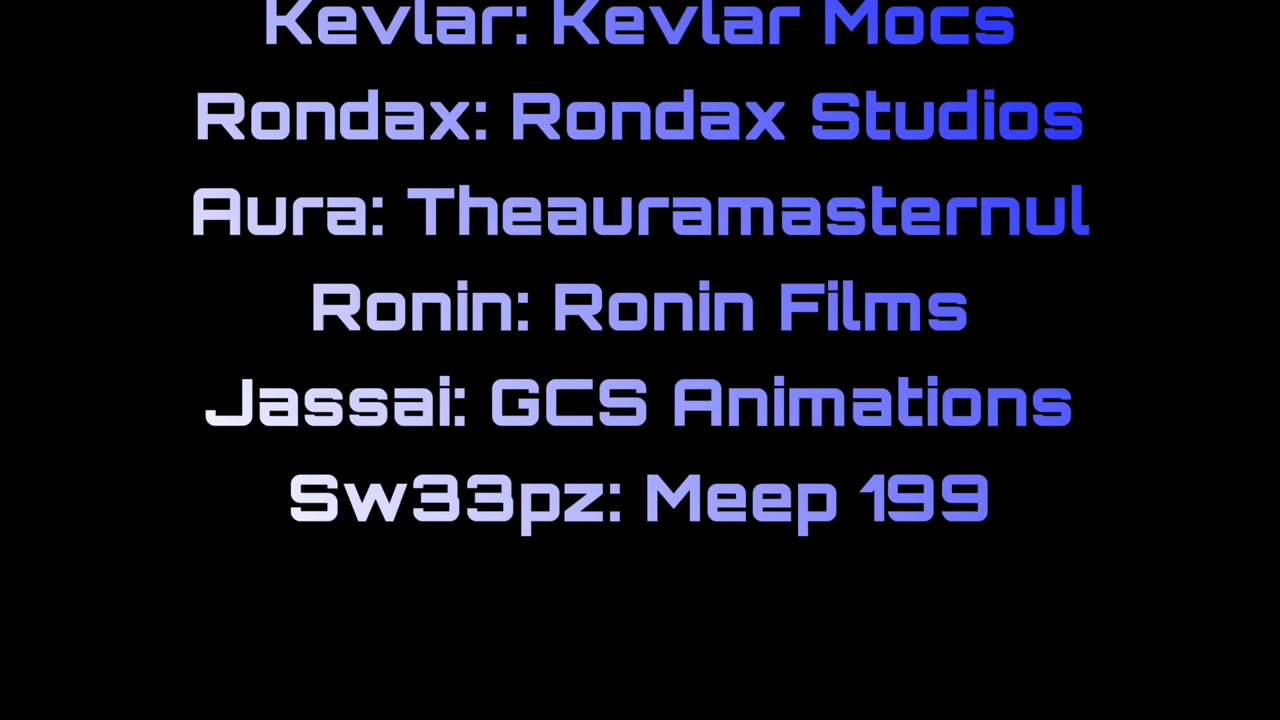 Kevlar: Kevlar Mocs
Rondax: Rondax Studios
Aura: Theauramasternul
Ronin: Ronin Films
Jassai: GCS Animations
Sw33pz: Meep 199